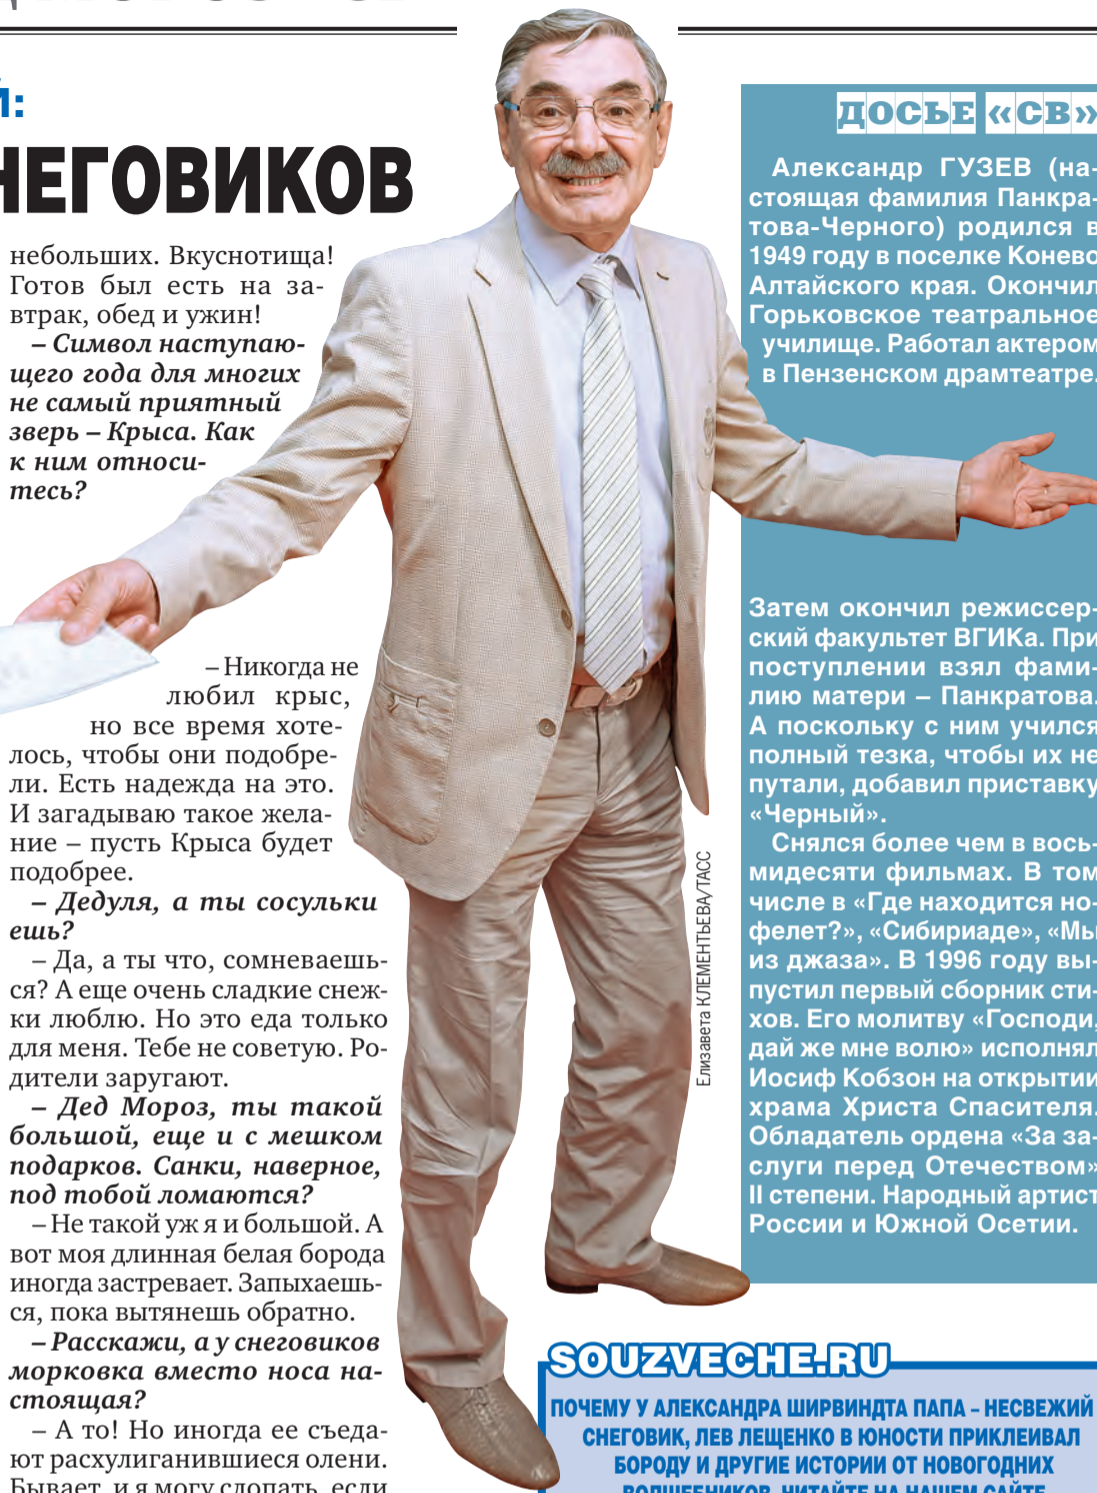 Й:
НЕГОВИКОВ
небольших. Вкуснотища!
Готов был есть на за-
втрак, обед и ужин!
– Символ наступаю-
щего года для многих
не самый приятный
зверь – Крыса. Как
к ним относи-
тесь?
– Никогда не
любил крыс,
но все время хоте-
лось, чтобы они подобре-
ли. Есть надежда на это.
И загадываю такое жела-
ние – пусть Крыса будет
подобрее.
– Дедуля, а ты сосульки
ешь?
– Да, а ты что, сомневаешь-
ся? А еще очень сладкие снеж-
ки люблю. Но это еда только
для меня. Тебе не советую. Ро-
дители заругают.
– Дед Мороз, ты такой
большой, еще и с мешком
подарков. Санки, наверное,
под тобой ломаются?
– Не такой уж я и большой. А
вот моя длинная белая борода
иногда застревает. Запыхаешь-
ся, пока вытянешь обратно.
– Расскажи, а у снеговиков
морковка вместо носа на-
стоящая?
– А то! Но иногда ее съеда-
ют расхулиганившиеся олени.
Бывает, и я могу слопать, если
Елизавета КЛЕМЕНТЬЕВА/ТАСС
ДОСЬЕ «СВ»
Александр ГУЗЕВ (на-
стоящая фамилия Панкра-
това-Черного) родился в
1949 году в поселке Конево
Алтайского края. Окончил
Горьковское театральное
училище. Работал актером
в Пензенском драмтеатре.
Затем окончил режиссер-
ский факультет ВГИКа. При
поступлении взял фами-
лию матери – Панкратова.
А поскольку с ним учился
полный тезка, чтобы их не
путали, добавил приставку
«Черный».
Снялся более чем в вось-
мидесяти фильмах. В том
числе в «Где находится но-
фелет?», «Сибириаде», «Мы
из джаза». В 1996 году вы-
пустил первый сборник сти-
хов. Его молитву «Господи,
дай же мне волю» исполнял
Иосиф Кобзон на открытии
храма Христа Спасителя.
Обладатель ордена «За за-
слуги перед Отечеством»
II степени. Народный артист
России и Южной Осетии.
SOUZVECHE.RU
ПОЧЕМУ У АЛЕКСАНДРА ШИРВИНДТА ПАПА – НЕСВЕЖИЙ
СНЕГОВИК, ЛЕВ ЛЕЩЕНКО В ЮНОСТИ ПРИКЛЕИВАЛ
БОРОДУ И ДРУГИЕ ИСТОРИИ ОТ НОВОГОДНИХ
ВОЛШЕБНИКОВ, ЧИТАЙТЕ НА НАШЕМ САЙТЕ